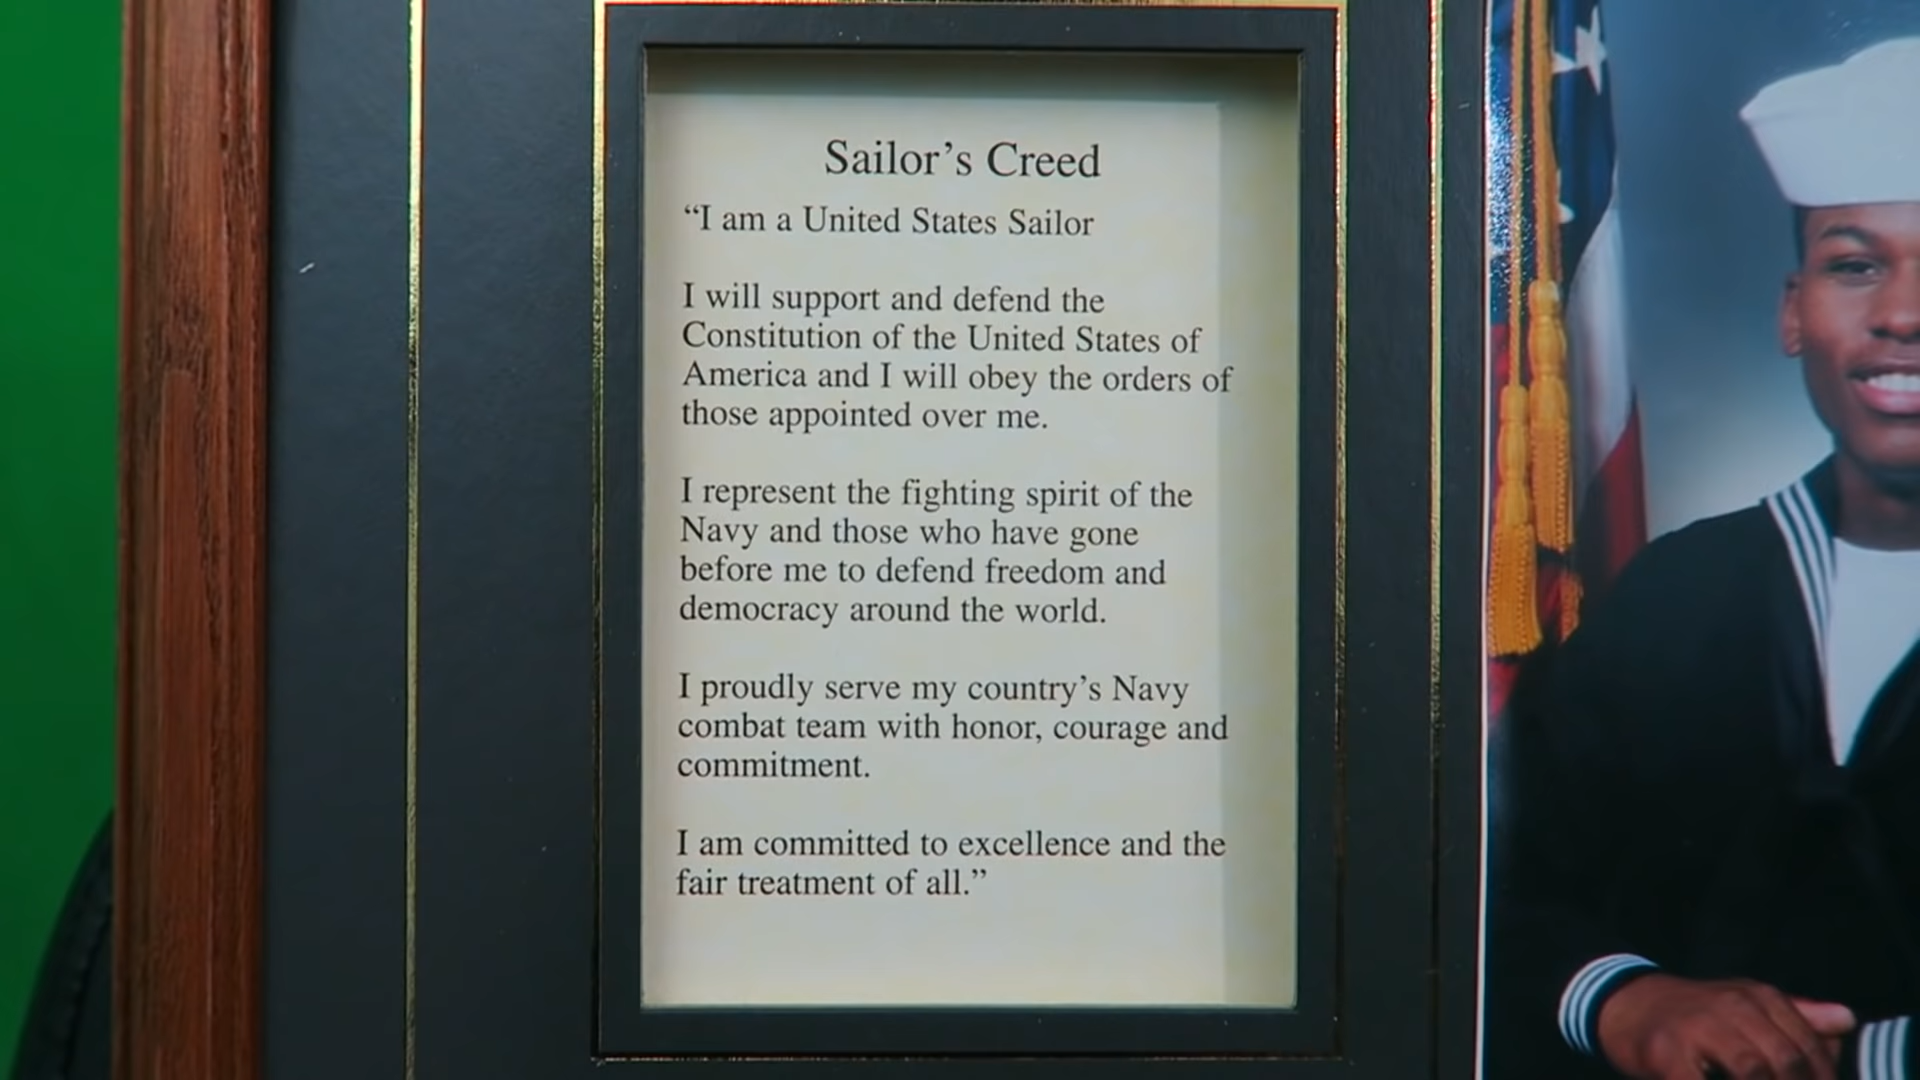 Sailor’s Creed
“I am a United States Sailor
I will support and defend the
Constitution of the United States of
America and I will obey the orders of
those appointed over me.
I represent the fighting spirit of the
Navy and those who have gone
before me to defend freedom and
democracy around the world.
I proudly serve my country’s Navy
combat team with honor, courage and
commitment.
I am committed to excellence and the
fair treatment of all.”